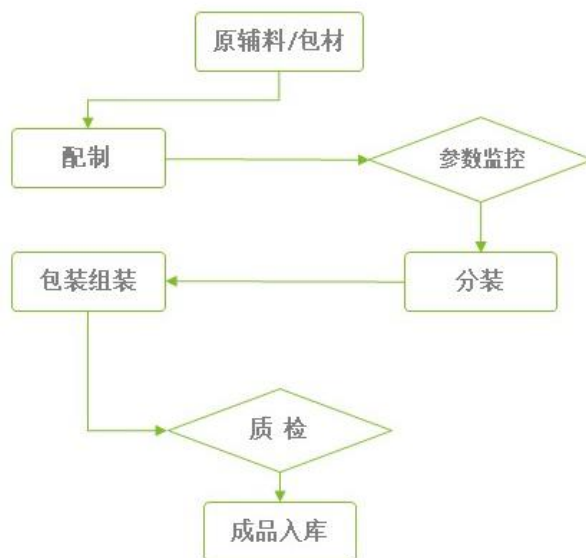 原辅料/包材
配制
参数监控
分装
包装组装
质 检
成品入库